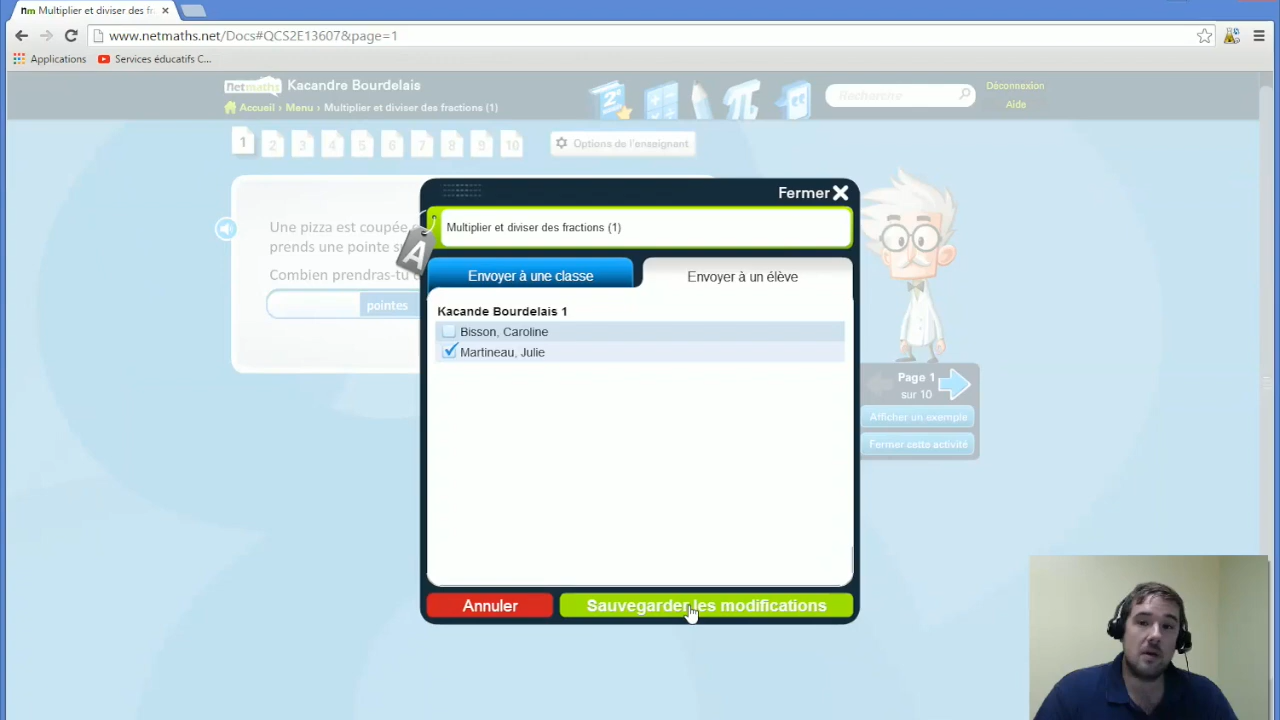 Multiplier et diviser des fr
www.netmaths.net/Docs#QCS2E13607&page=1
Applications
Services éducatifs C...
netmaths
Kacandre Bourdelais
Accueil › Menu › Multiplier et diviser des fractions (1)
2e
π
Recherche
Déconnexion
Aide
1 2 3 4 5 6 7 8 9 10
Options de l'enseignant
Une pizza est coupée
prends une pointe
Combien prendras-tu
pointes
Fermer
Multiplier et diviser des fractions (1)
A
Envoyer à une classe
Envoyer à un élève
Kacande Bourdelais 1
Bisson, Caroline
Martineau, Julie
Annuler
Sauvegarder les modifications
Page 1
sur 10
Afficher un exemple
Fermer cette activité